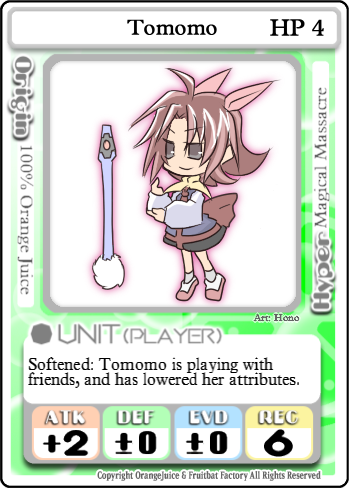 Tomomo HP 4
Origin 100% Orange Juice
Hyper Magical Massacre
Art: Hono
UNIT(PLAYER)
Softened: Tomomo is playing with
friends, and has lowered her attributes.
ATK DEF EVD REC
+2 ±0 ±0 6
Copyright OrangeJuice & Fruitbat Factory All Rights Reserved